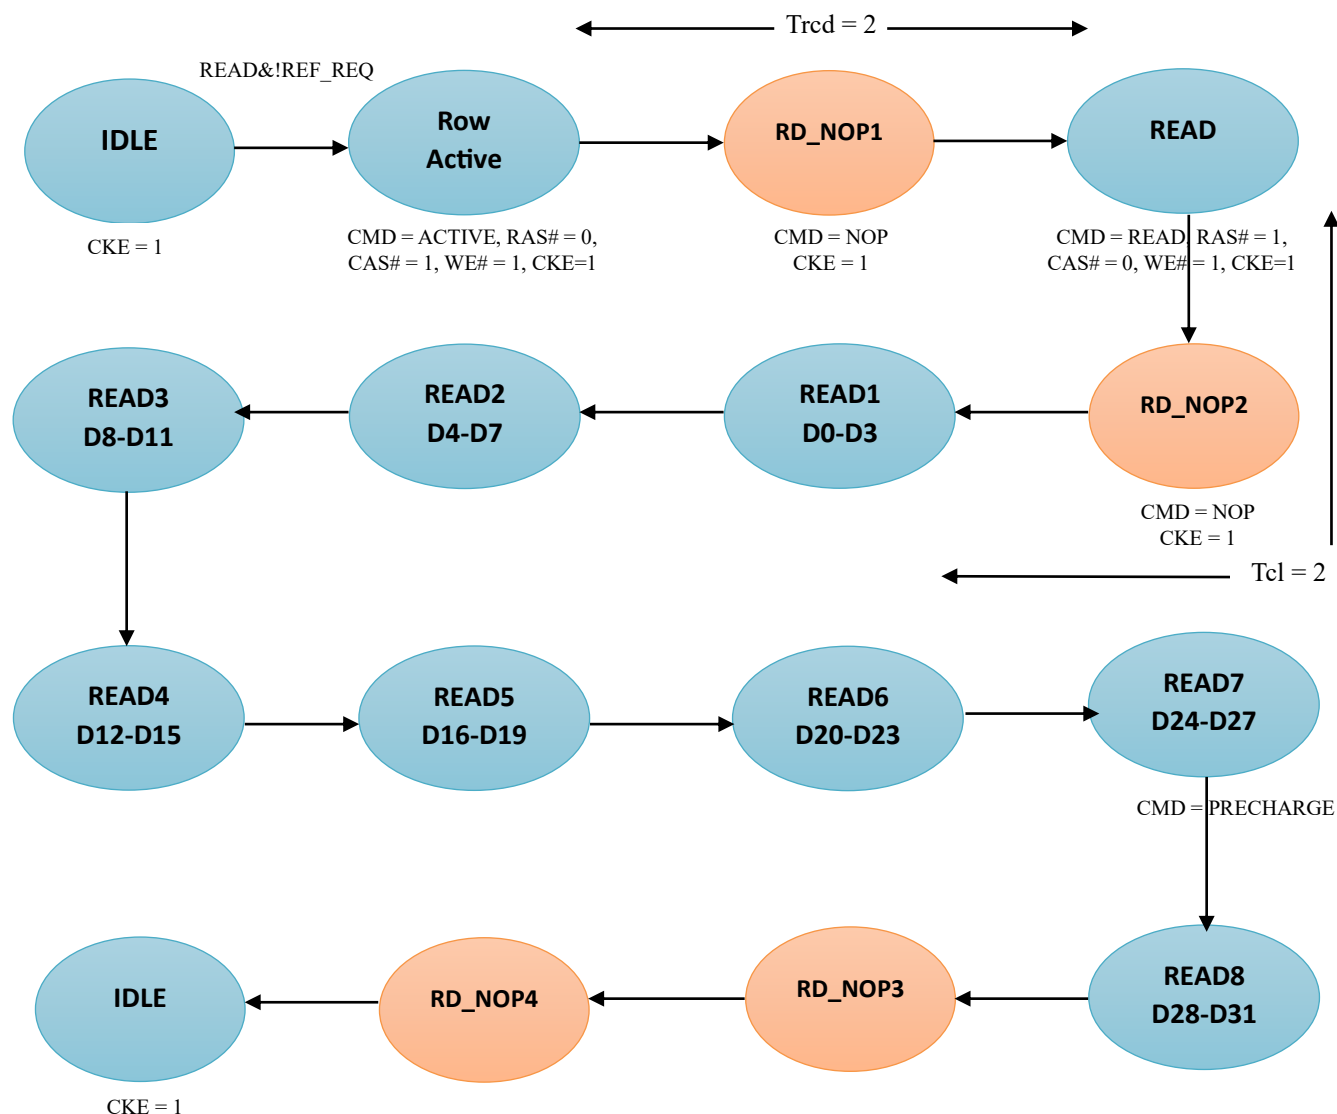 Trcd = 2
READ&!REF_REQ
IDLE
Row
Active
RD_NOP1
READ
CKE = 1
CMD = ACTIVE, RAS# = 0,
CAS# = 1, WE# = 1, CKE=1
CMD = NOP
CKE = 1
CMD = READ, RAS# = 1,
CAS# = 0, WE# = 1, CKE=1
READ3
D8-D11
READ2
D4-D7
READ1
D0-D3
RD_NOP2
CMD = NOP
CKE = 1
Tcl = 2
READ4
D12-D15
READ5
D16-D19
READ6
D20-D23
READ7
D24-D27
CMD = PRECHARGE
IDLE
RD_NOP4
RD_NOP3
READ8
D28-D31
CKE = 1